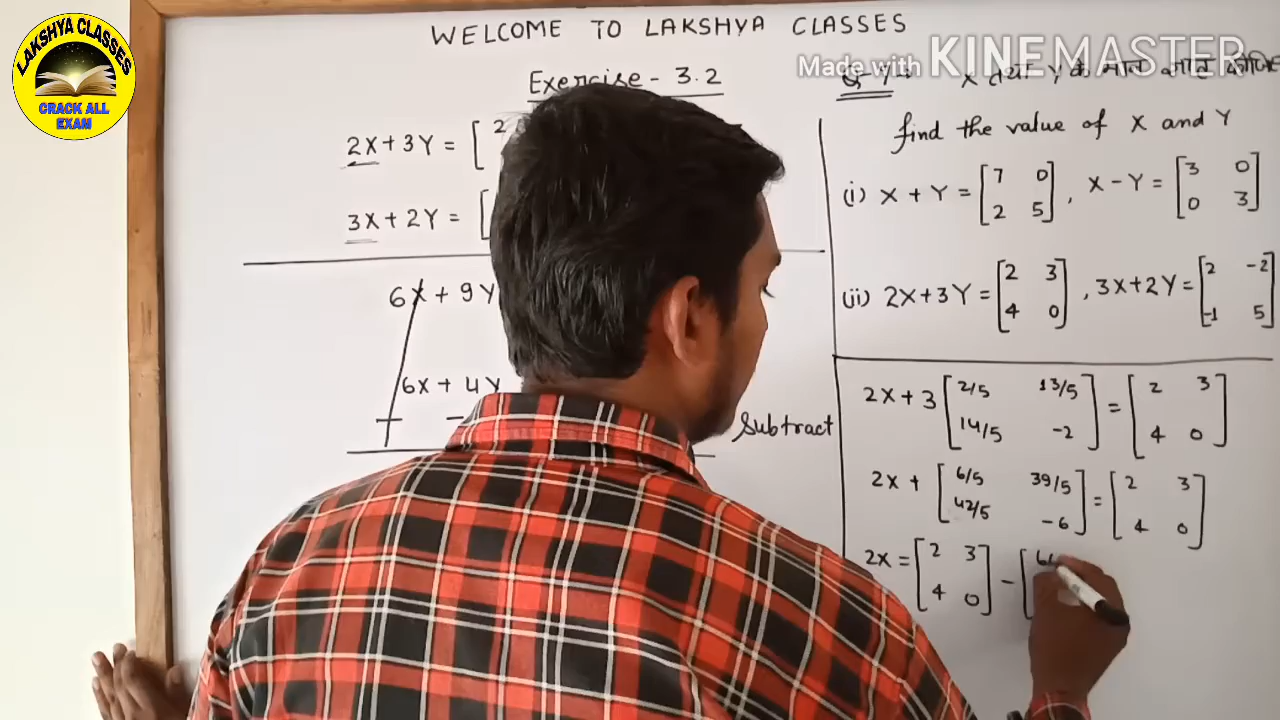 LAKSHYA CLASSES
CRACK ALL
EXAM
WELCOME TO LAKSHYA CLASSES
Made with KINEMASTER
Exercise - 3.2
2X+3Y = [ 2
3X+2Y = [
6X + 9Y
6X + 4Y
-
Subtract
X तथा Y के मान
find the value of X and Y
(i) X + Y = [ 7 0
2 5 ] , X - Y = [ 3 0
0 3 ]
(ii) 2X+3Y = [ 2 3
4 0 ] , 3X+2Y = [ 2 -2
-1 5 ]
2X + 3 [ 2/5 13/5
14/5 -2 ] = [ 2 3
4 0 ]
2X + [ 6/5 39/5
42/5 -6 ] = [ 2 3
4 0 ]
2X = [ 2 3
4 0 ] - [ 6